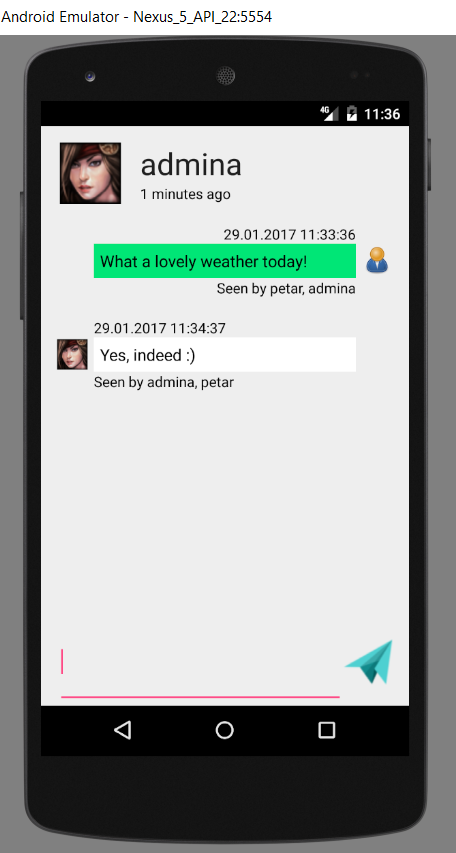 Android Emulator - Nexus_5_API_22:5554
4G 11:36
admina
1 minutes ago
29.01.2017 11:33:36
What a lovely weather today!
Seen by petar, admina
29.01.2017 11:34:37
Yes, indeed :)
Seen by admina, petar